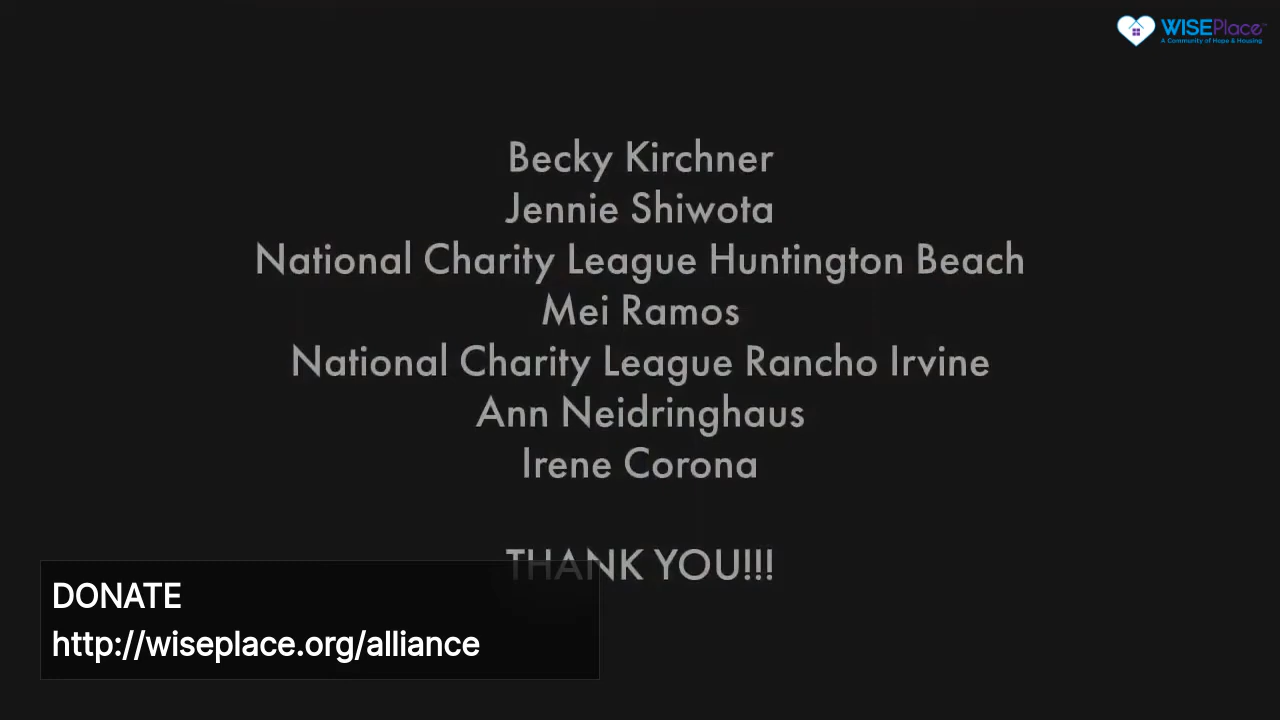 WISEPlace™
A Community of Hope & Housing
Becky Kirchner
Jennie Shiwota
National Charity League Huntington Beach
Mei Ramos
National Charity League Rancho Irvine
Ann Neidringhaus
Irene Corona
THANK YOU!!!
DONATE
http://wiseplace.org/alliance